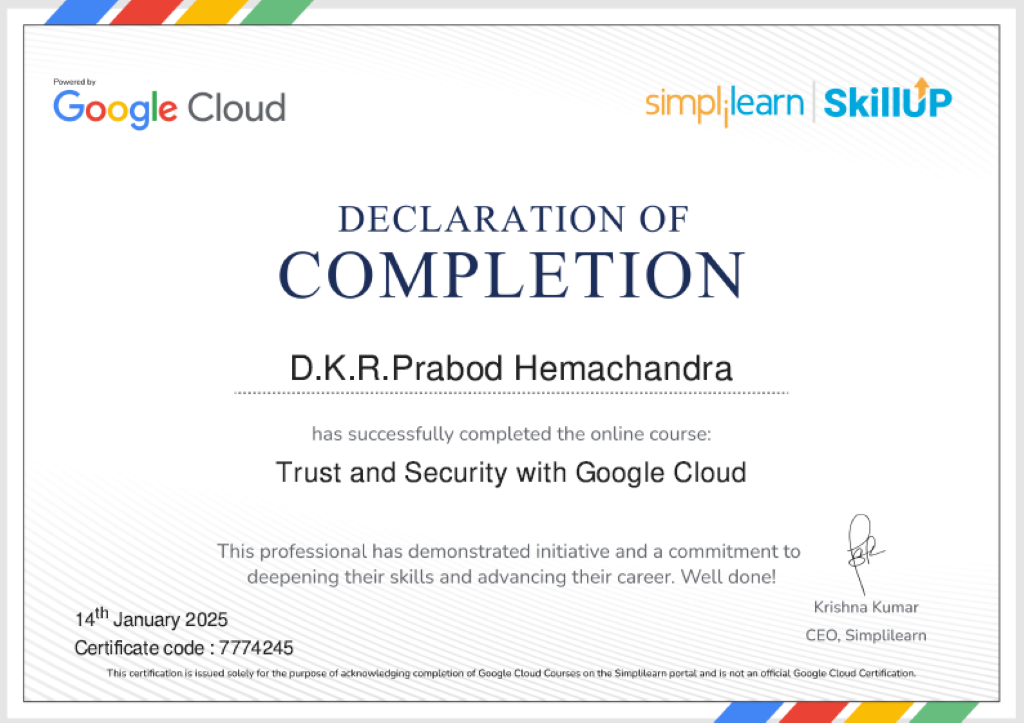 Powered by
Google Cloud
simplilearn | SkillUP
DECLARATION OF
COMPLETION
D.K.R.Prabod Hemachandra
has successfully completed the online course:
Trust and Security with Google Cloud
This professional has demonstrated initiative and a commitment to
deepening their skills and advancing their career. Well done!
14th January 2025
Certificate code : 7774245
Krishna Kumar
CEO, Simplilearn
This certification is issued solely for the purpose of acknowledging completion of Google Cloud Courses on the Simplilearn portal and is not an official Google Cloud Certification.